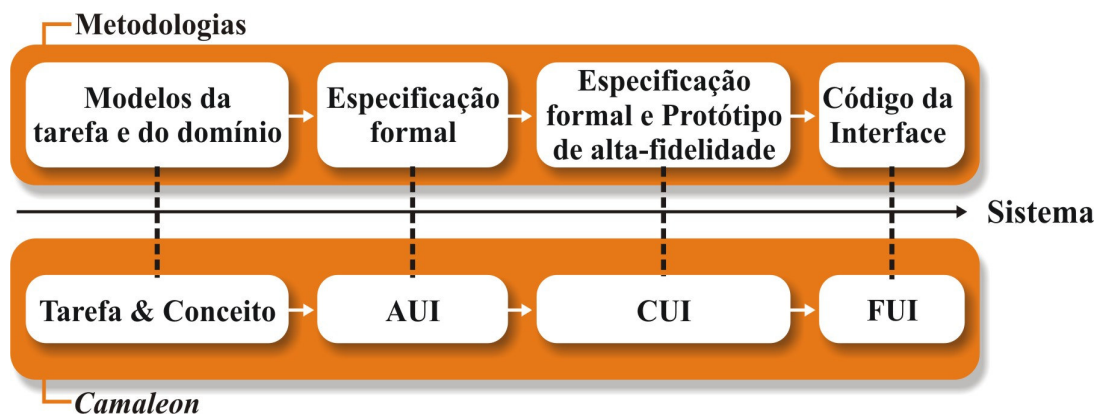 Metodologias
Modelos da
tarefa e do domínio
Especificação
formal
Especificação
formal e Protótipo
de alta-fidelidade
Código da
Interface
Sistema
Tarefa & Conceito
AUI
CUI
FUI
Camaleon